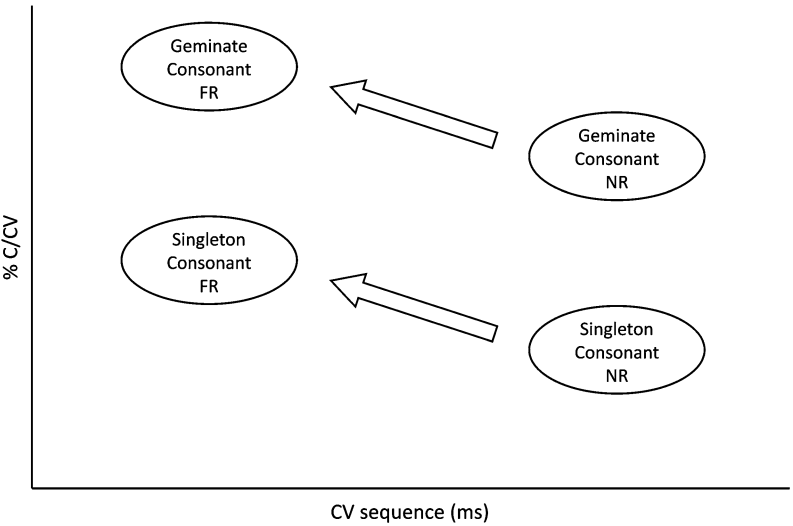 Geminate
Consonant
FR
Geminate
Consonant
NR
% C/CV
Singleton
Consonant
FR
Singleton
Consonant
NR
CV sequence (ms)